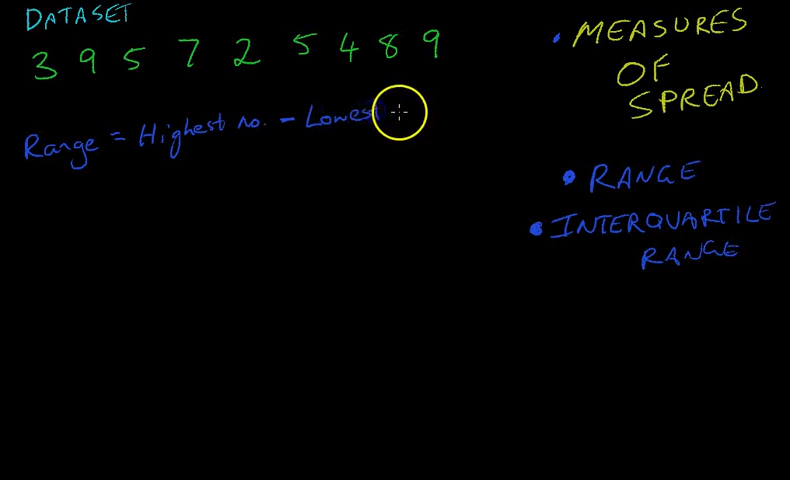 DATASET
3 9 5 7 2 5 4 8 9
Range = Highest no. - Lowest
• MEASURES
OF
SPREAD
• RANGE
• INTERQUARTILE
RANGE